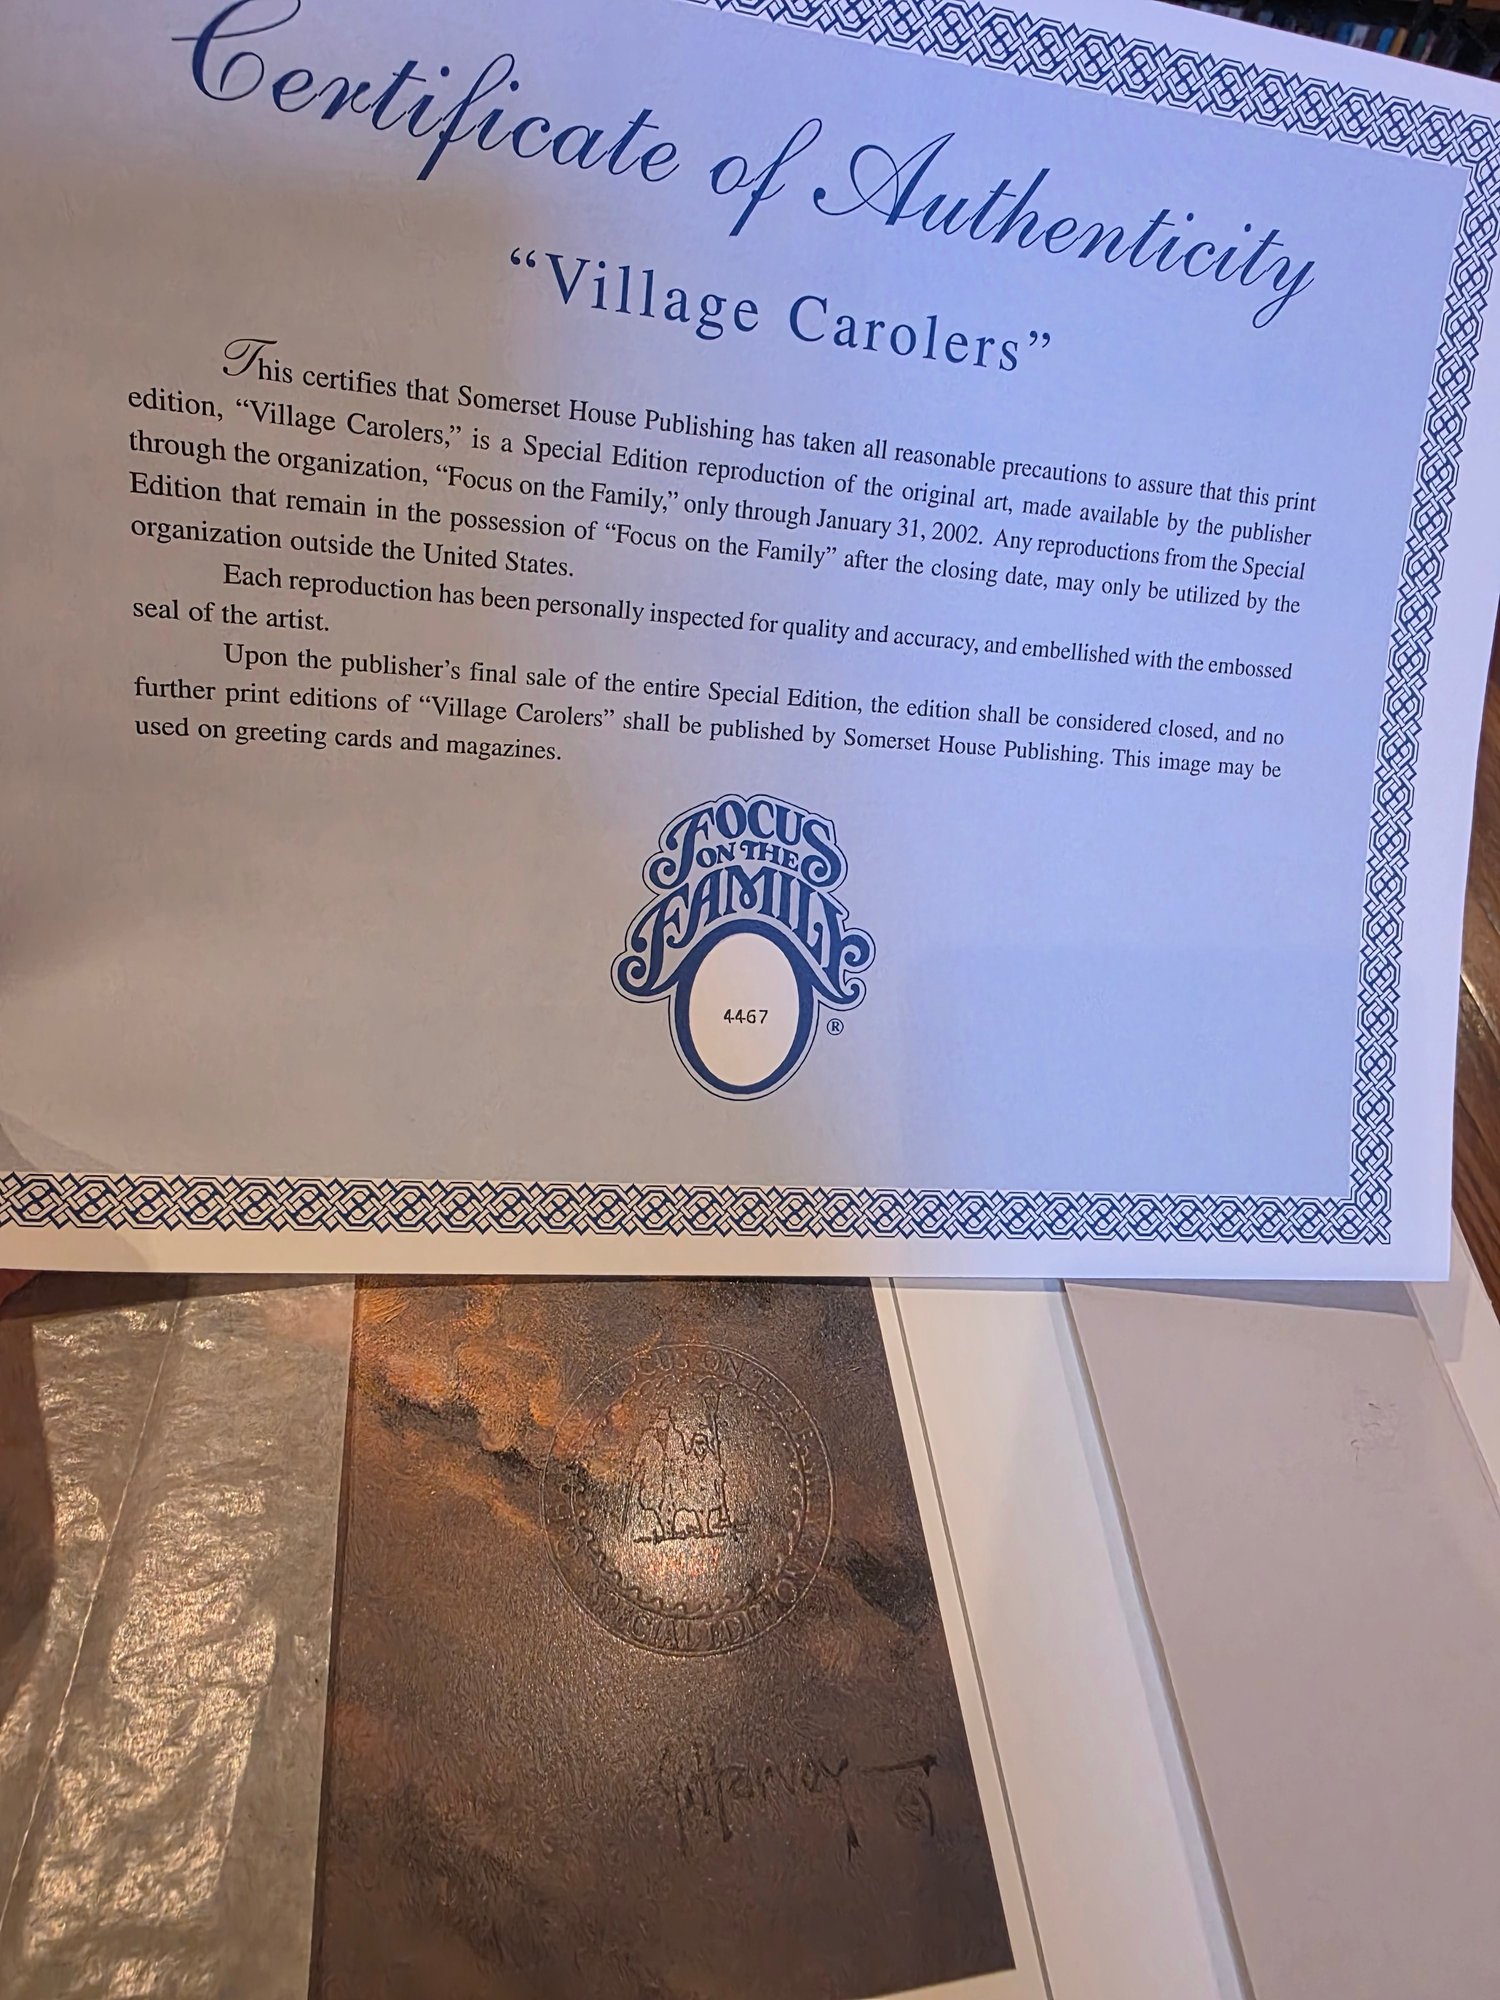 Certificate of Authenticity
“Village Carolers”
This certifies that Somerset House Publishing has taken all reasonable precautions to assure that this print
edition, “Village Carolers,” is a Special Edition reproduction of the original art, made available by the publisher
through the organization, “Focus on the Family,” only through January 31, 2002. Any reproductions from the Special
Edition that remain in the possession of “Focus on the Family” after the closing date, may only be utilized by the
organization outside the United States.
Each reproduction has been personally inspected for quality and accuracy, and embellished with the embossed
seal of the artist.
Upon the publisher’s final sale of the entire Special Edition, the edition shall be considered closed, and no
further print editions of “Village Carolers” shall be published by Somerset House Publishing. This image may be
used on greeting cards and magazines.
FOCUS
ON THE
FAMILY
4467
®
FOCUS ON THE
SPECIAL EDITION
Harvey